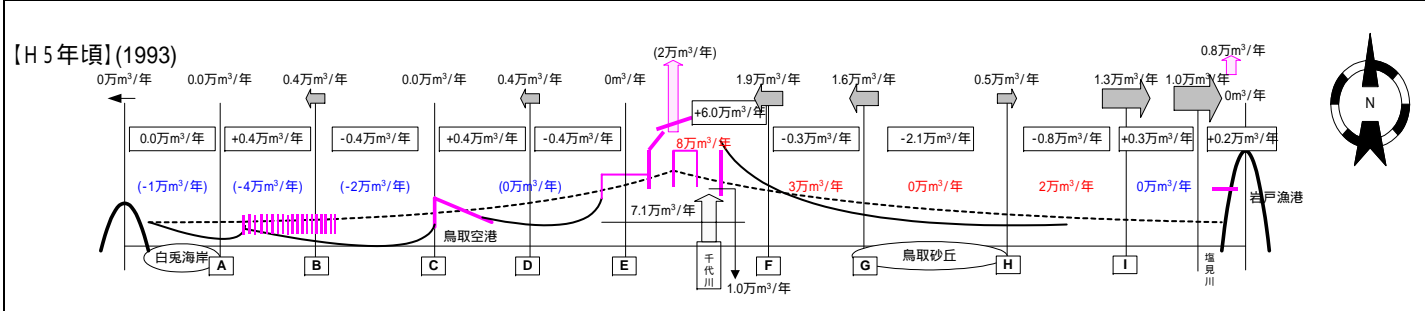 【H5年頃】(1993)
(2万m³/年)
0.8万m³/年
0万m³/年
0.0万m³/年
0.4万m³/年
0.0万m³/年
0.4万m³/年
0m³/年
1.9万m³/年
1.6万m³/年
0.5万m³/年
1.3万m³/年
1.0万m³/年
0m³/年
N
+6.0万m³/年
0.0万m³/年
+0.4万m³/年
-0.4万m³/年
+0.4万m³/年
-0.4万m³/年
8万m³/年
-0.3万m³/年
-2.1万m³/年
-0.8万m³/年
+0.3万m³/年
+0.2万m³/年
(-1万m³/年)
(-4万m³/年)
(-2万m³/年)
(0万m³/年)
3万m³/年
0万m³/年
2万m³/年
0万m³/年
岩戸漁港
7.1万m³/年
鳥取空港
白兎海岸
A
B
C
D
E
千代川
F
G
鳥取砂丘
H
I
塩見川
1.0万m³/年